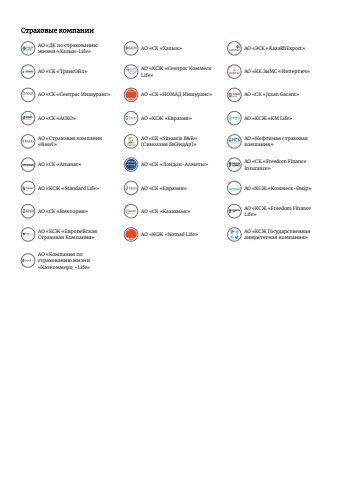 Страховые компании
АО «ДК по страхованию
жизни «Халык-Life»
АО «СК «Халык»
АО «ЭСК «KazakhExport»
АО «СК «ТрансОйл»
АО «КСЖ «Сентрас Коммеск
Life»
АО «КК ЗиМС «Интертич»
АО «СК «Сентрас Иншуранс»
АО «СК «НОМАД Иншуранс»
АО «СК «Jusan Garant»
АО «СК «АСКО»
АО «КСЖ «Евразия»
АО «КСЖ «KM Life»
АО «Страховая компания
«Basel»
АО «СК «Sinoasia B&R»
(Синоазия БиЭндАр)»
АО «Нефтяная страховая
компания»
АО «СК «Amanat»
АО «СК «Лондон-Алматы»
АО «СК «Freedom Finance
Insurance»
АО «КСЖ «Standard Life»
АО «СК «Евразия»
АО «КСЖ «Коммеск-Өмір»
АО «СК «Виктория»
АО «СК «Казахмыс»
АО «КСЖ «Freedom Finance
Life»
АО «КСЖ «Европейская
Страховая Компания»
АО «КСЖ «Nomad Life»
АО «КСЖ Государственная
аннуитетная компания»
АО «Компания по
страхованию жизни
«Казкоммерц -Life»